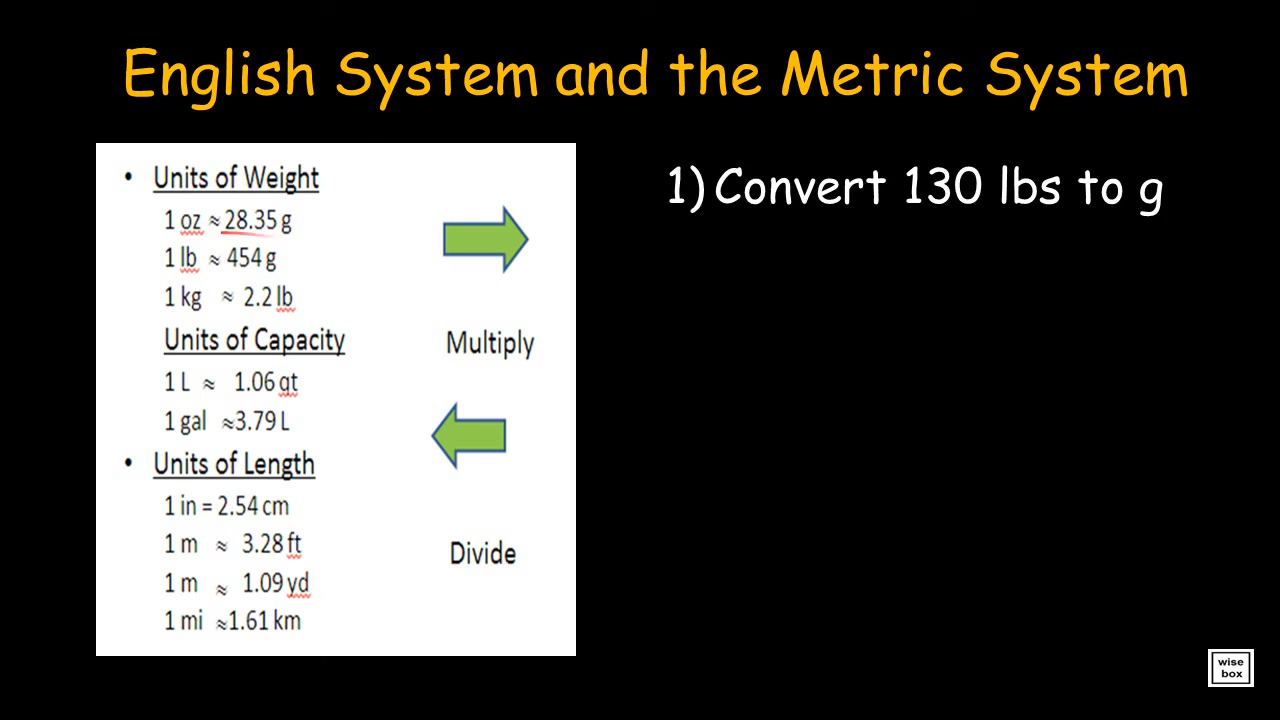 English System and the Metric System
• Units of Weight
1 oz ≈ 28.35 g
1 lb ≈ 454 g
1 kg ≈ 2.2 lb
Units of Capacity
1 L ≈ 1.06 qt
1 gal ≈3.79 L
• Units of Length
1 in = 2.54 cm
1 m ≈ 3.28 ft
1 m ≈ 1.09 yd
1 mi ≈1.61 km
Multiply
Divide
1) Convert 130 lbs to g
wise
box